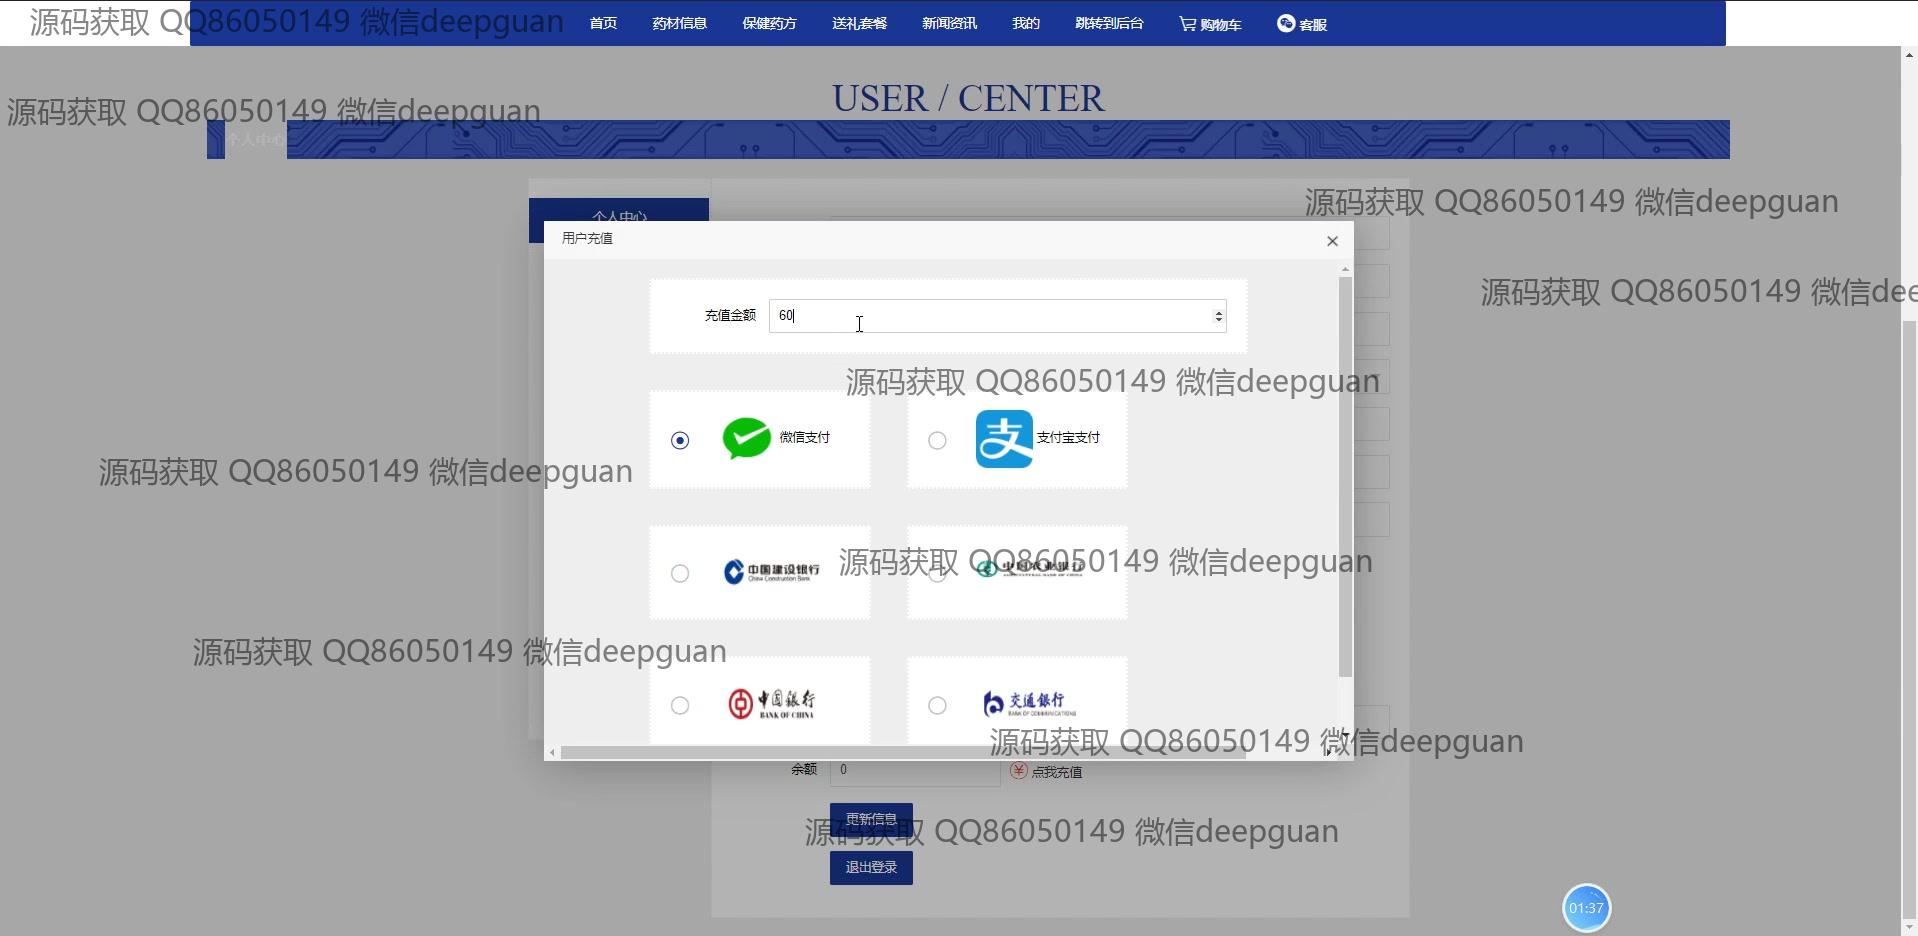 首页 药材信息 保健药方 送礼套餐 新闻资讯 我的 跳转到后台 购物车 客服
源码获取 QQ86050149 微信deepguan
USER / CENTER
源码获取 QQ86050149 微信deepguan
个人中心
源码获取 QQ86050149 微信deepguan
个人中心
用户充值 ×
源码获取 QQ86050149 微信dee
充值金额 60
源码获取 QQ86050149 微信deepguan
微信支付 支 支付宝支付
源码获取 QQ86050149 微信deepguan
源码获取 QQ86050149 微信deepguan
中国建设银行 中国农业银行
China Construction Bank AGRICULTURAL BANK OF CHINA
源码获取 QQ86050149 微信deepguan
中国银行 交通银行
BANK OF CHINA BANK OF COMMUNICATIONS
源码获取 QQ86050149 微信deepguan
余额 0 ¥ 点我充值
更新信息
源码获取 QQ86050149 微信deepguan
退出登录
01:37